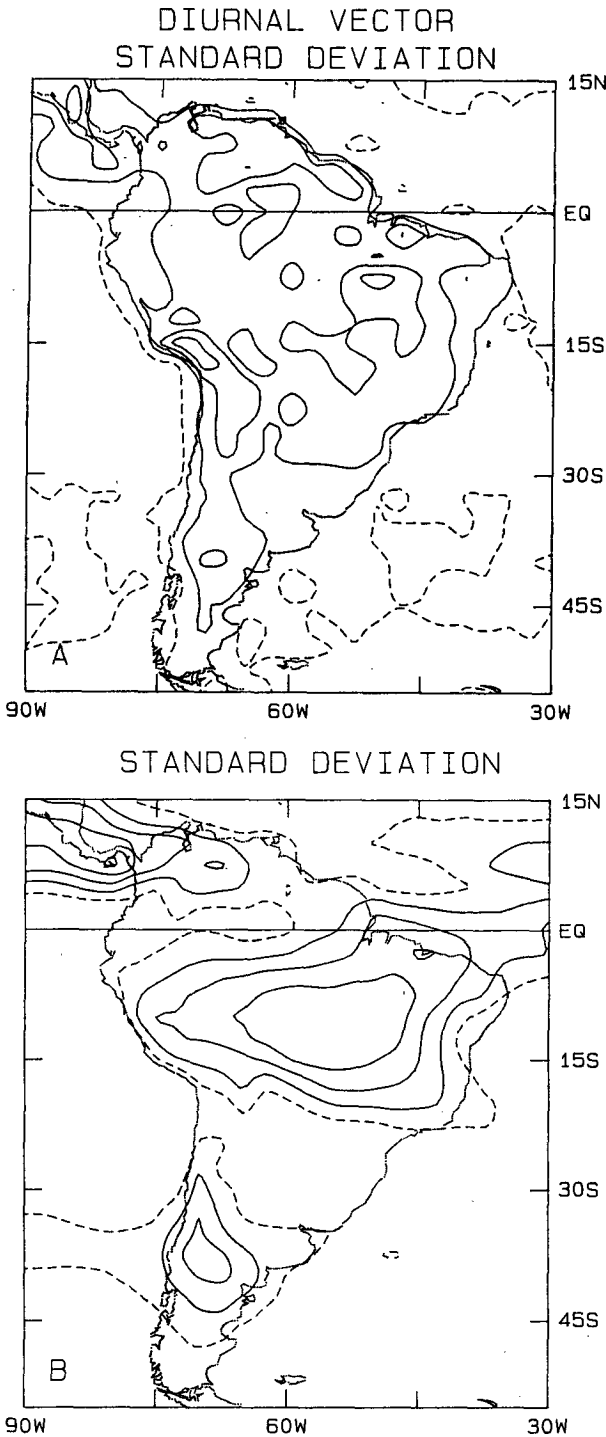 DIURNAL VECTOR
STANDARD DEVIATION
15N
EQ
15S
30S
45S
A
90W 60W 30W
STANDARD DEVIATION
15N
EQ
15S
30S
45S
B
90W 60W 30W